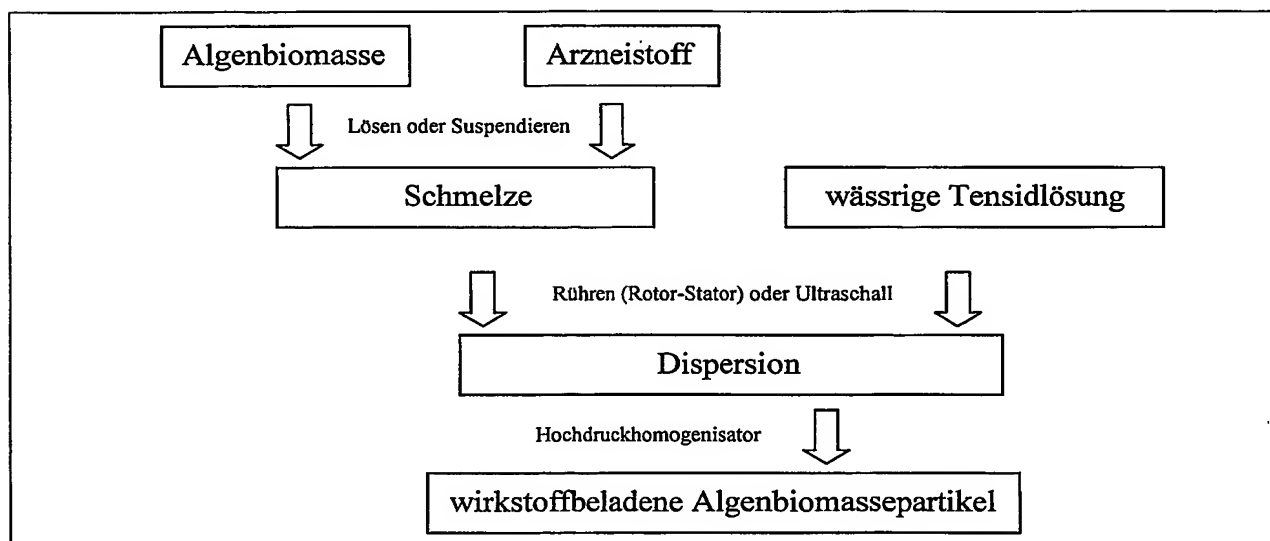 Algenbiomasse
Arzneistoff
Lösen oder Suspendieren
Schmelze
wässrige Tensidlösung
Rühren (Rotor-Stator) oder Ultraschall
Dispersion
Hochdruckhomogenisator
wirkstoffbeladene Algenbiomassepartikel